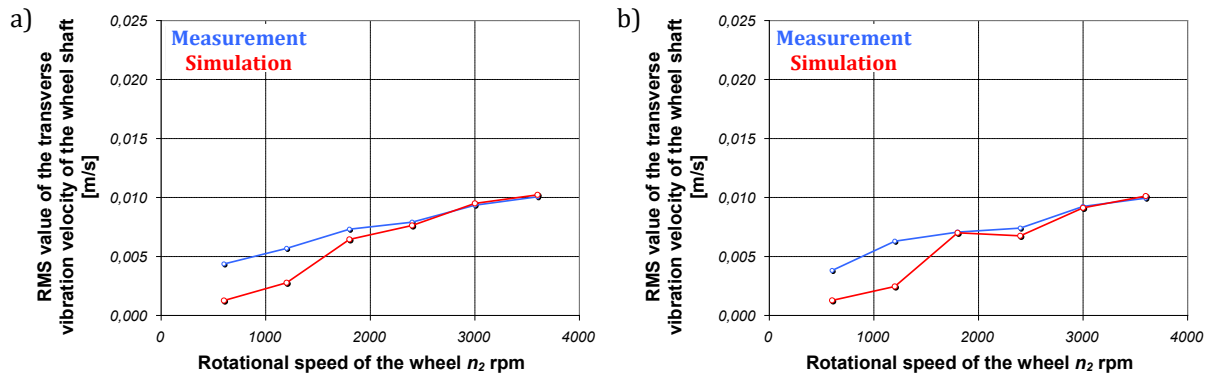 a)
RMS value of the transverse
vibration velocity of the wheel shaft
[m/s]
0,025
0,020
0,015
0,010
0,005
0,000
Measurement
Simulation
0
1000
2000
3000
4000
Rotational speed of the wheel n2 rpm
b)
RMS value of the transverse
vibration velocity of the wheel shaft
[m/s]
0,025
0,020
0,015
0,010
0,005
0,000
Measurement
Simulation
0
1000
2000
3000
4000
Rotational speed of the wheel n2 rpm